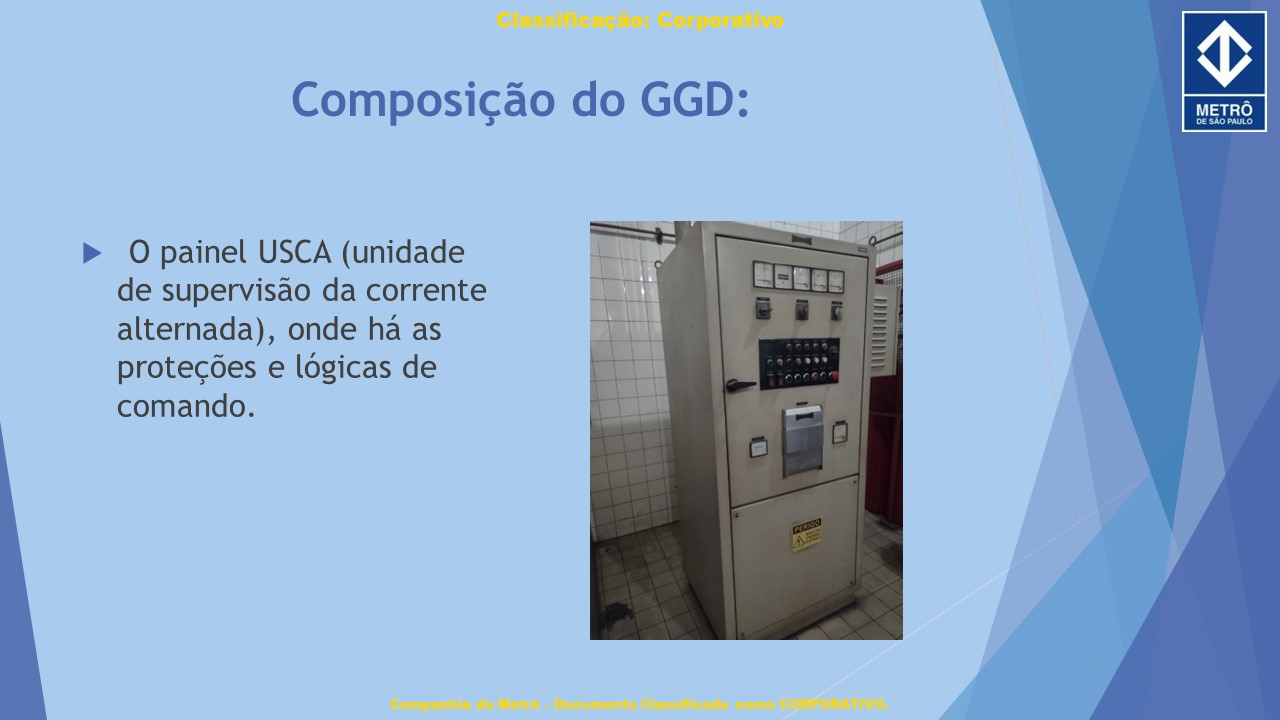 Classificação: Corporativo
METRÔ
DE SÃO PAULO
Composição do GGD:
O painel USCA (unidade
de supervisão da corrente
alternada), onde há as
proteções e lógicas de
comando.
PERIGO
Companhia do Metrô - Documento Classificado como CORPORATIVO.